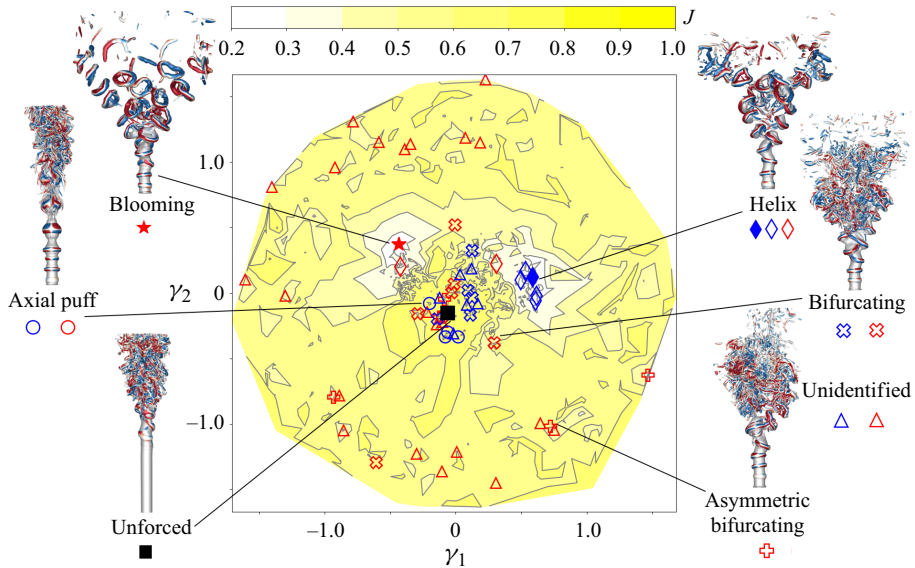 J
0.2 0.3 0.4 0.5 0.6 0.7 0.8 0.9 1.0
Blooming
Axial puff
Unforced
Helix
Bifurcating
Unidentified
Asymmetric
bifurcating
γ2
1.0
0
−1.0
−1.0 0 1.0
γ1